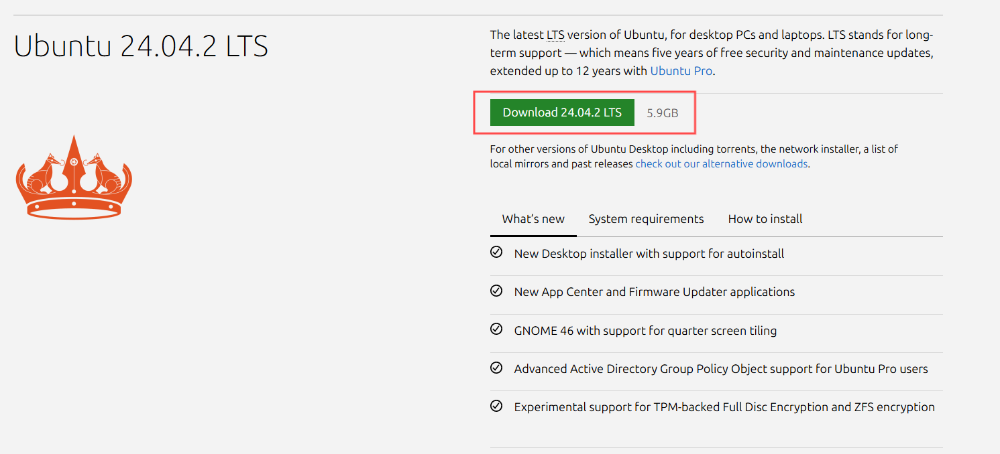 Ubuntu 24.04.2 LTS
The latest LTS version of Ubuntu, for desktop PCs and laptops. LTS stands for long-
term support — which means five years of free security and maintenance updates,
extended up to 12 years with Ubuntu Pro.
Download 24.04.2 LTS 5.9GB
For other versions of Ubuntu Desktop including torrents, the network installer, a list of
local mirrors and past releases check out our alternative downloads.
What’s new System requirements How to install
New Desktop installer with support for autoinstall
New App Center and Firmware Updater applications
GNOME 46 with support for quarter screen tiling
Advanced Active Directory Group Policy Object support for Ubuntu Pro users
Experimental support for TPM-backed Full Disc Encryption and ZFS encryption